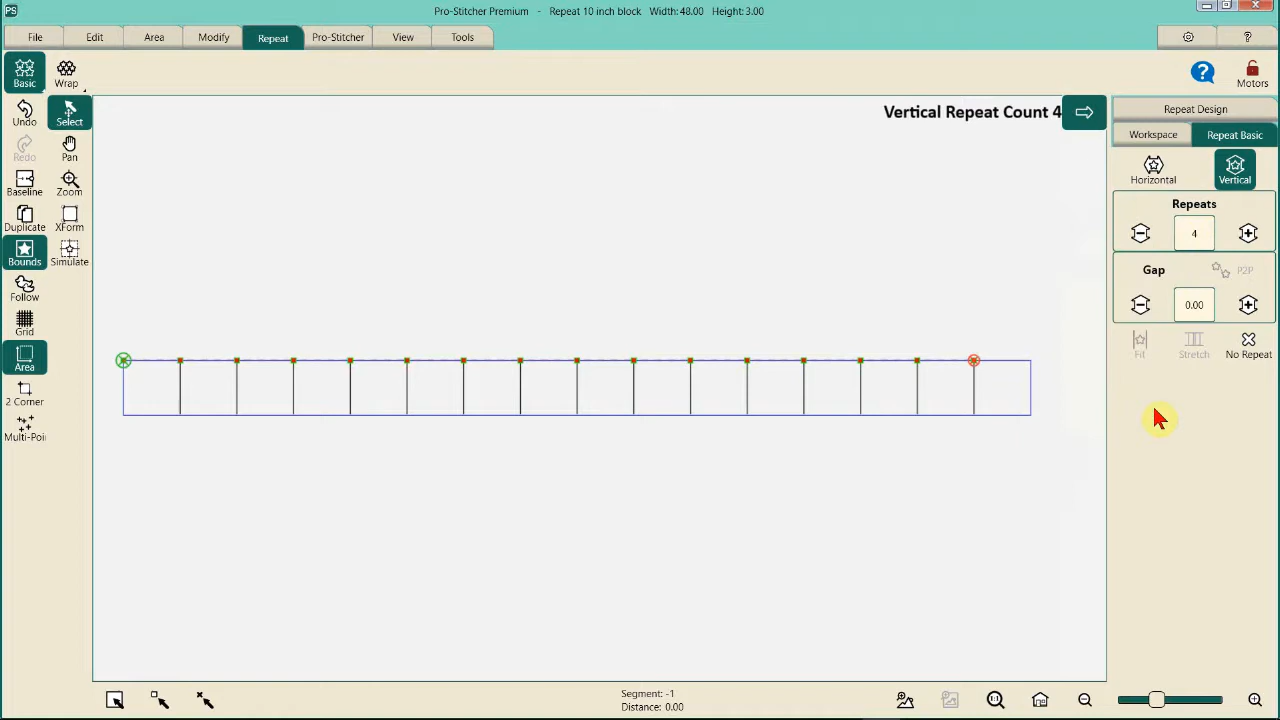 PS
Pro-Stitcher Premium - Repeat 10 inch block Width:48.00 Height:3.00
File Edit Area Modify Repeat Pro-Stitcher View Tools ?
Basic Wrap ? Motors
Undo Select
Redo Pan
Baseline Zoom
Duplicate XForm
Bounds Simulate
Follow
Grid
Area
2 Corner
Multi-Poi
Vertical Repeat Count 4
Repeat Design
Workspace Repeat Basic
Horizontal Vertical
Repeats
4
Gap P2P
0.00
Fit Stretch No Repeat
Segment: -1
Distance: 0.00
1:1